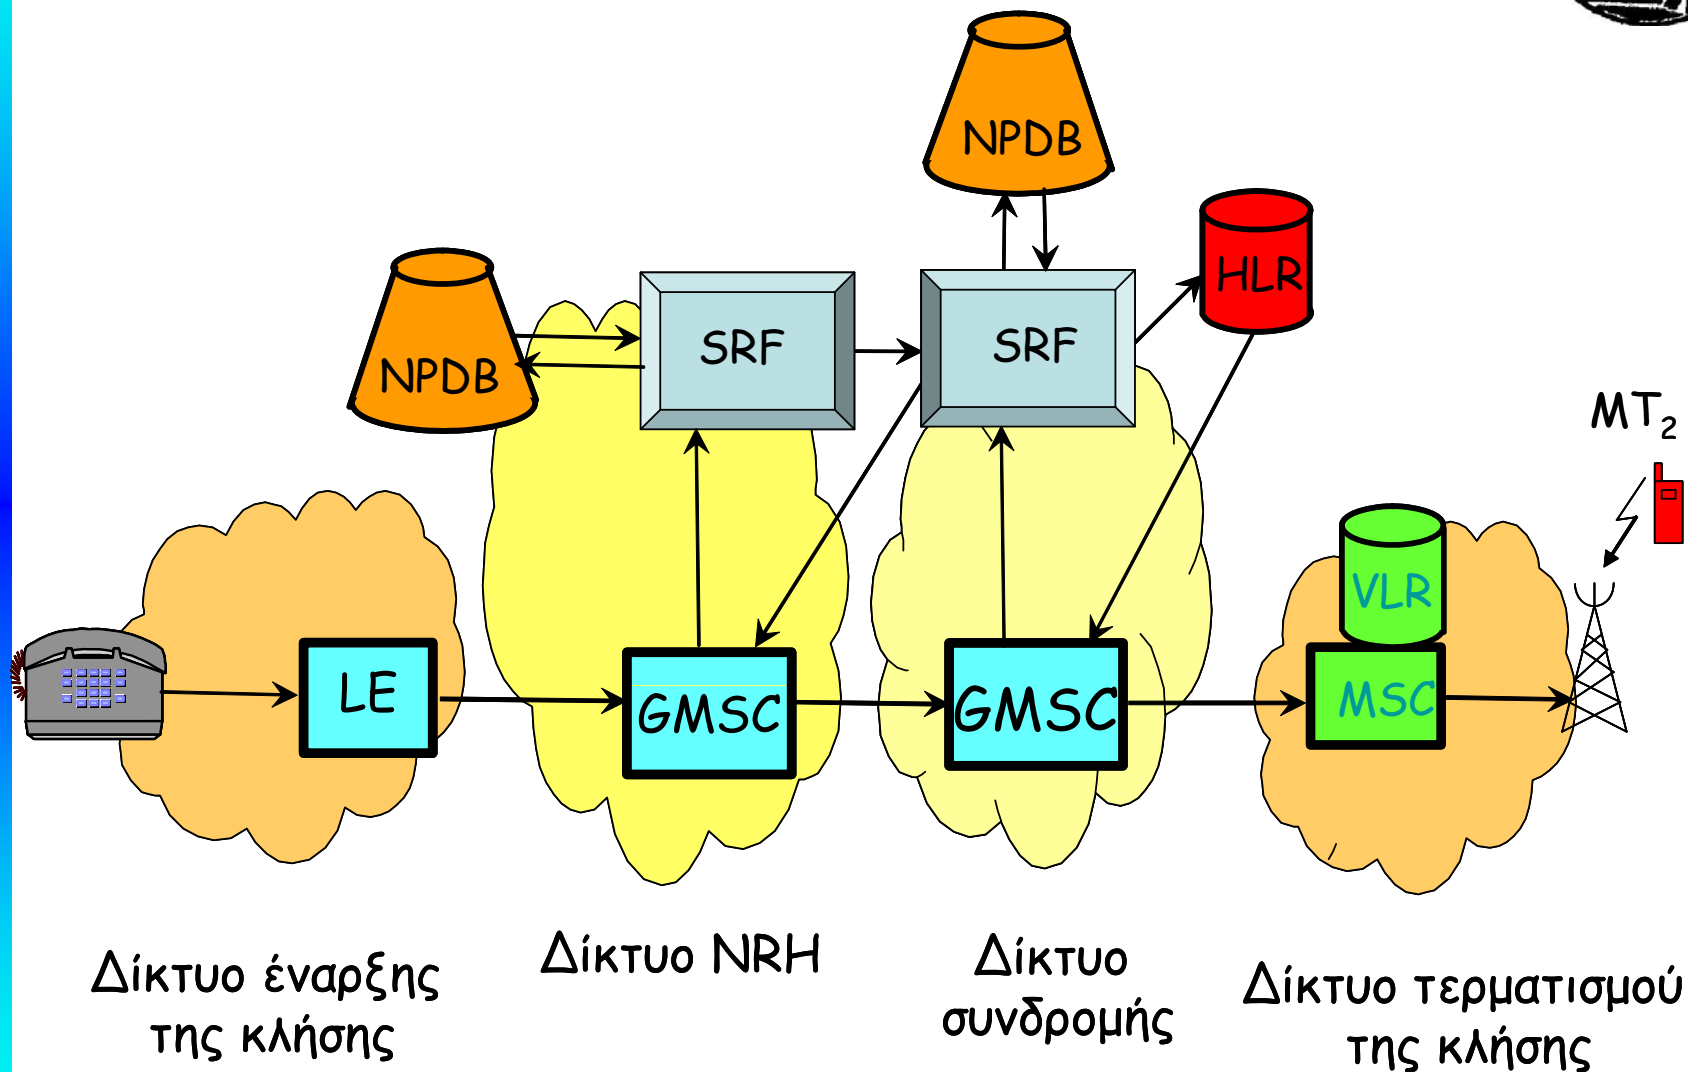 NPDB
HLR
NPDB
SRF
SRF
MT2
VLR
LE
GMSC
GMSC
MSC
Δίκτυο έναρξης
της κλήσης
Δίκτυο NRH
Δίκτυο
συνδρομής
Δίκτυο τερματισμού
της κλήσης